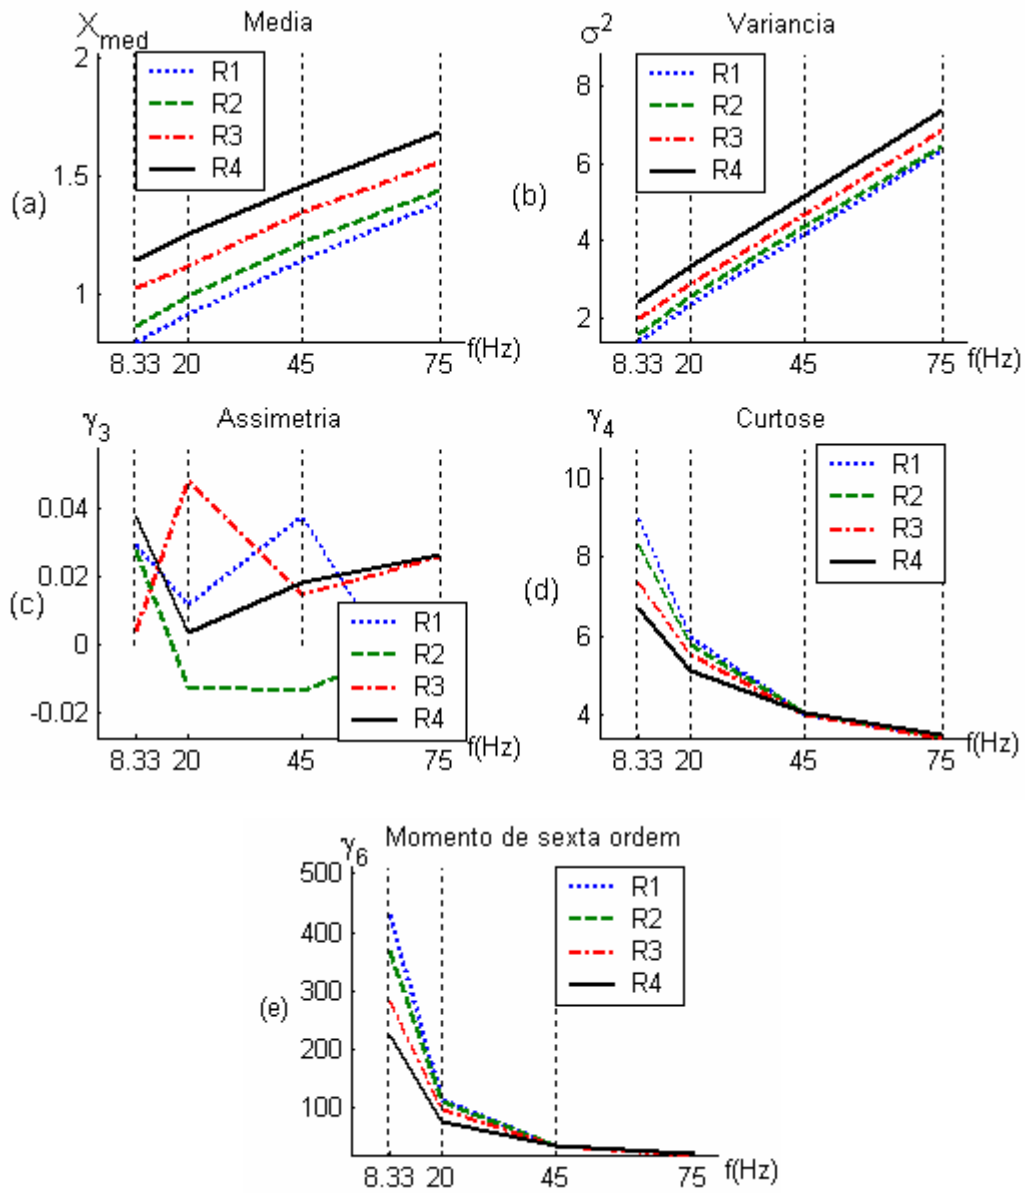 Media
X_med
2
1.5
1
R1
R2
R3
R4
(a)
8.33 20 45 75
f(Hz)
Variancia
σ²
8
6
4
2
R1
R2
R3
R4
(b)
8.33 20 45 75
f(Hz)
Assimetria
γ₃
0.04
0.02
0
-0.02
(c)
R1
R2
R3
R4
8.33 20 45 75
f(Hz)
Curtose
γ₄
10
8
6
4
R1
R2
R3
R4
(d)
8.33 20 45 75
f(Hz)
Momento de sexta ordem
γ₆
500
400
300
200
100
R1
R2
R3
R4
(e)
8.33 20 45 75
f(Hz)